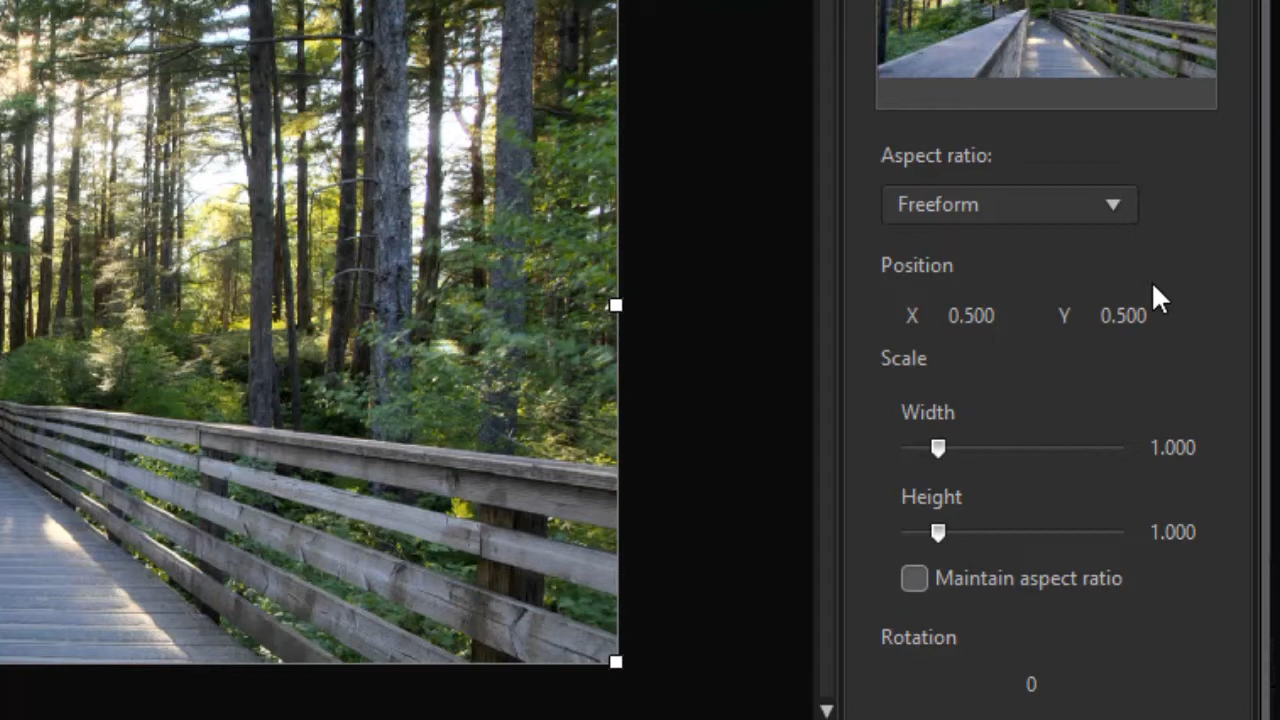 Aspect ratio:
Freeform
Position
X 0.500 Y 0.500
Scale
Width
1.000
Height
1.000
Maintain aspect ratio
Rotation
0